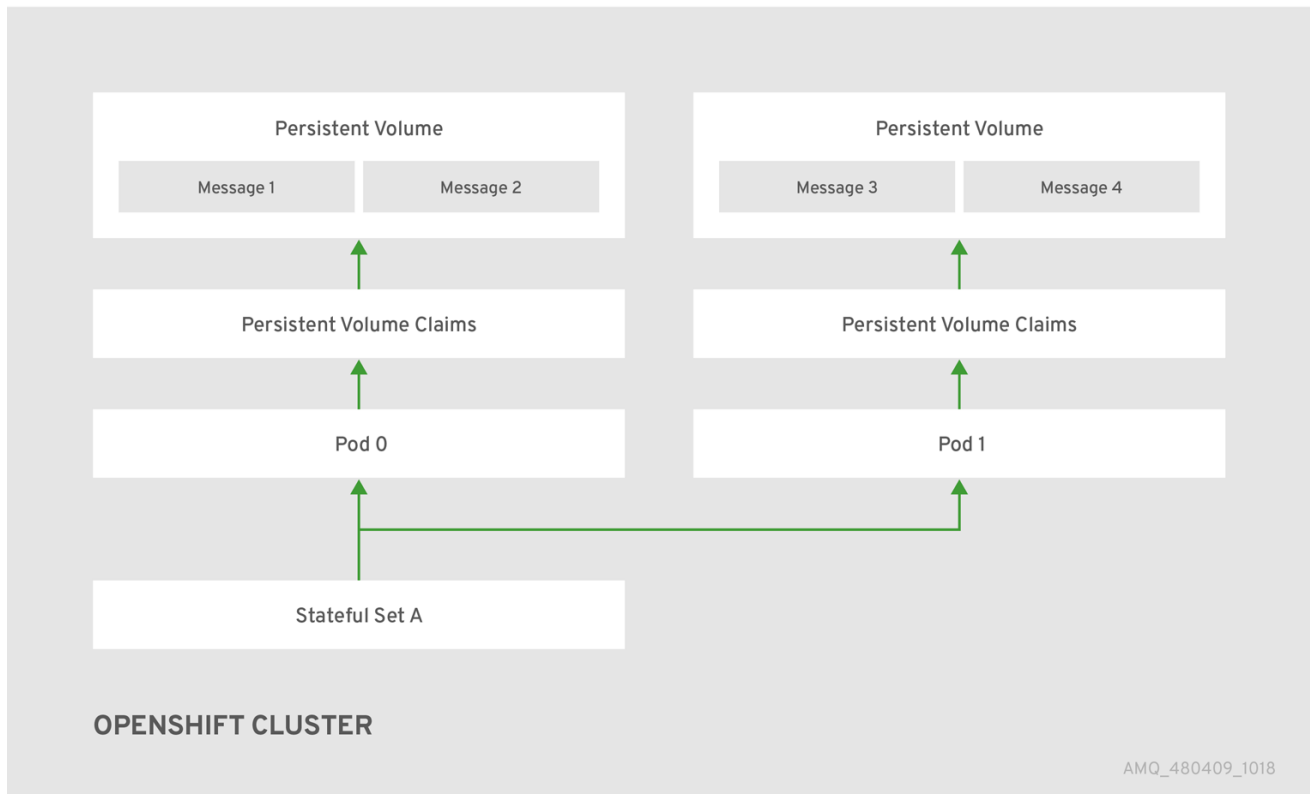 Persistent Volume
Message 1
Message 2
Persistent Volume
Message 3
Message 4
Persistent Volume Claims
Persistent Volume Claims
Pod 0
Pod 1
Stateful Set A
OPENSHIFT CLUSTER
AMQ_480409_1018